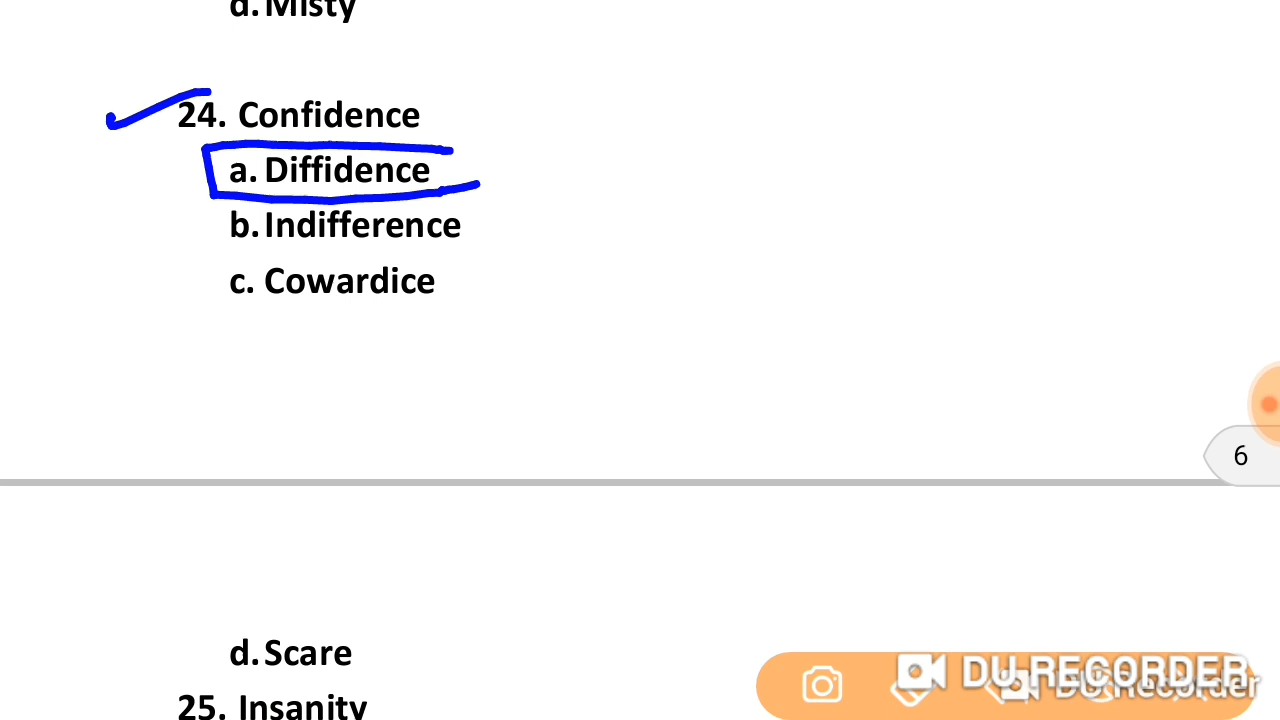 d. Misty
24. Confidence
a. Diffidence
b. Indifference
c. Cowardice
6
d. Scare
25. Insanity
DU RECORDER
DU Recorder